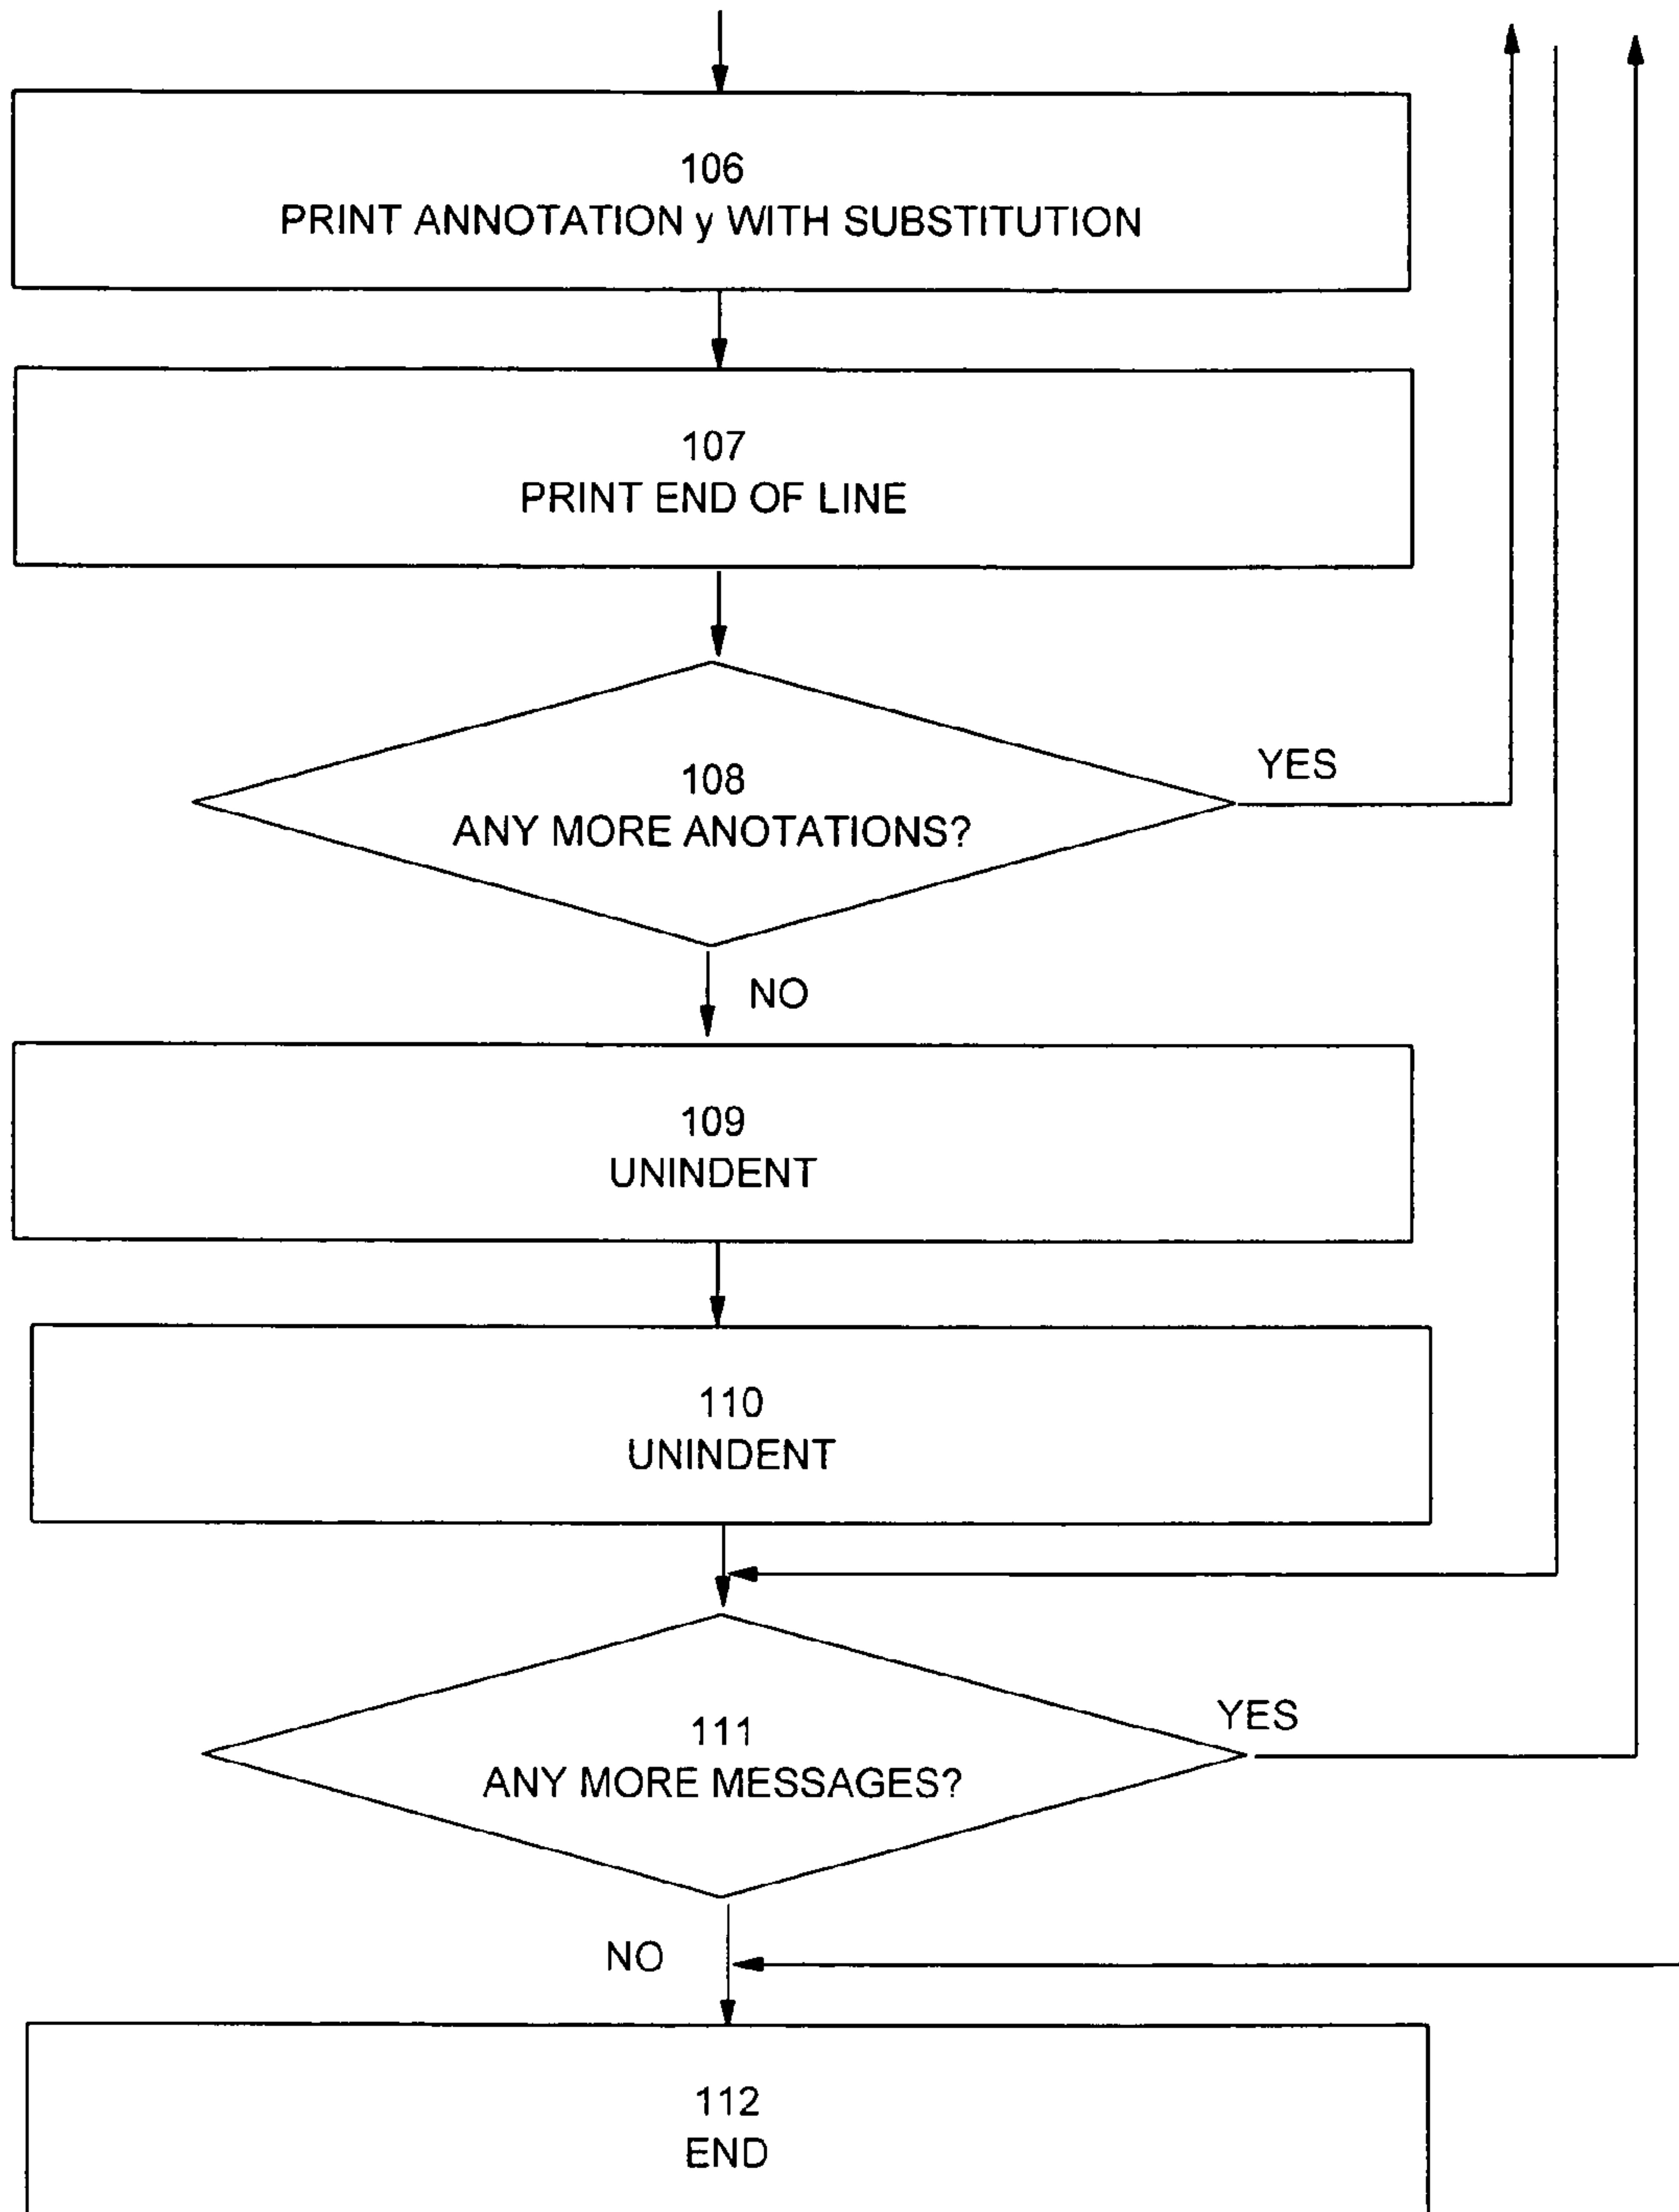 106
PRINT ANNOTATION y WITH SUBSTITUTION
107
PRINT END OF LINE
108
ANY MORE ANOTATIONS?
YES
NO
109
UNINDENT
110
UNINDENT
111
ANY MORE MESSAGES?
YES
NO
112
END